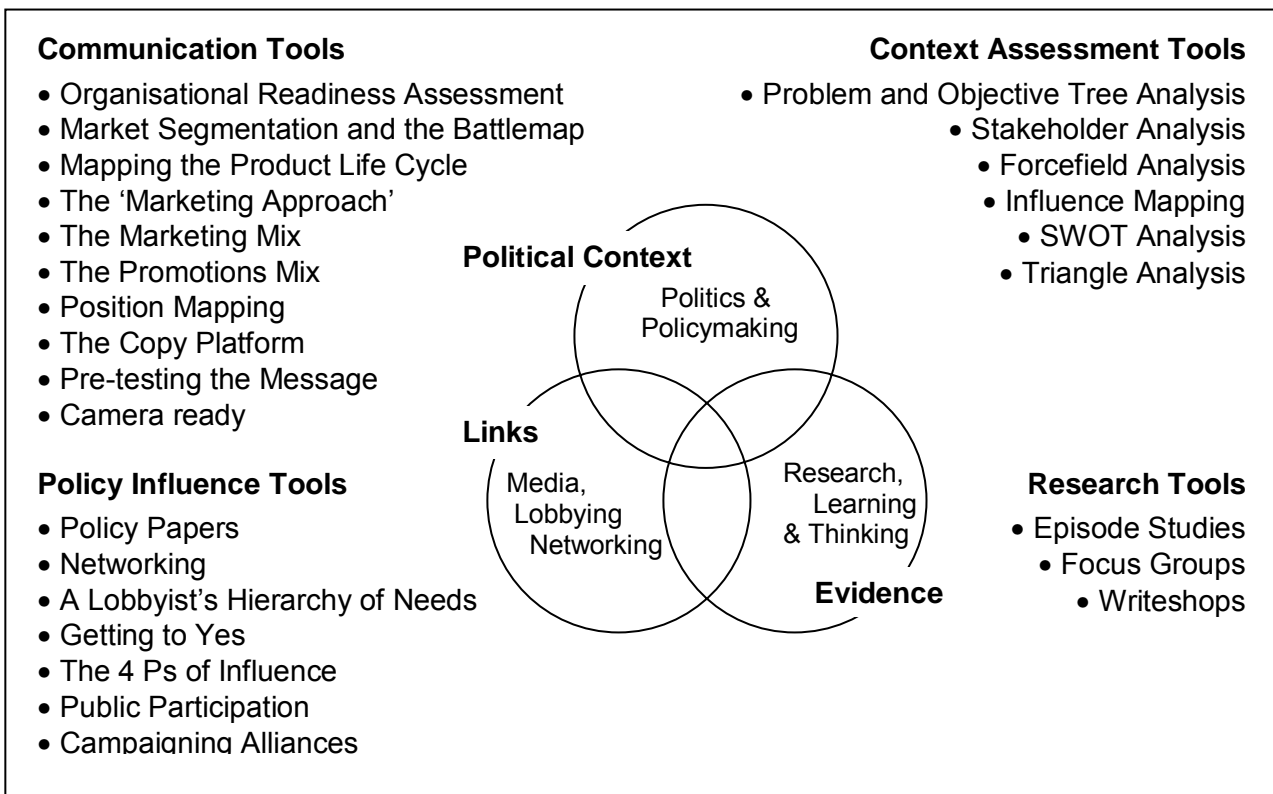 Communication Tools
• Organisational Readiness Assessment
• Market Segmentation and the Battlemap
• Mapping the Product Life Cycle
• The ‘Marketing Approach’
• The Marketing Mix
• The Promotions Mix
• Position Mapping
• The Copy Platform
• Pre-testing the Message
• Camera ready
Policy Influence Tools
• Policy Papers
• Networking
• A Lobbyist’s Hierarchy of Needs
• Getting to Yes
• The 4 Ps of Influence
• Public Participation
• Campaigning Alliances
Political Context
Politics &
Policymaking
Links
Media,
Lobbying
Networking
Research,
Learning
& Thinking
Evidence
Context Assessment Tools
• Problem and Objective Tree Analysis
• Stakeholder Analysis
• Forcefield Analysis
• Influence Mapping
• SWOT Analysis
• Triangle Analysis
Research Tools
• Episode Studies
• Focus Groups
• Writeshops